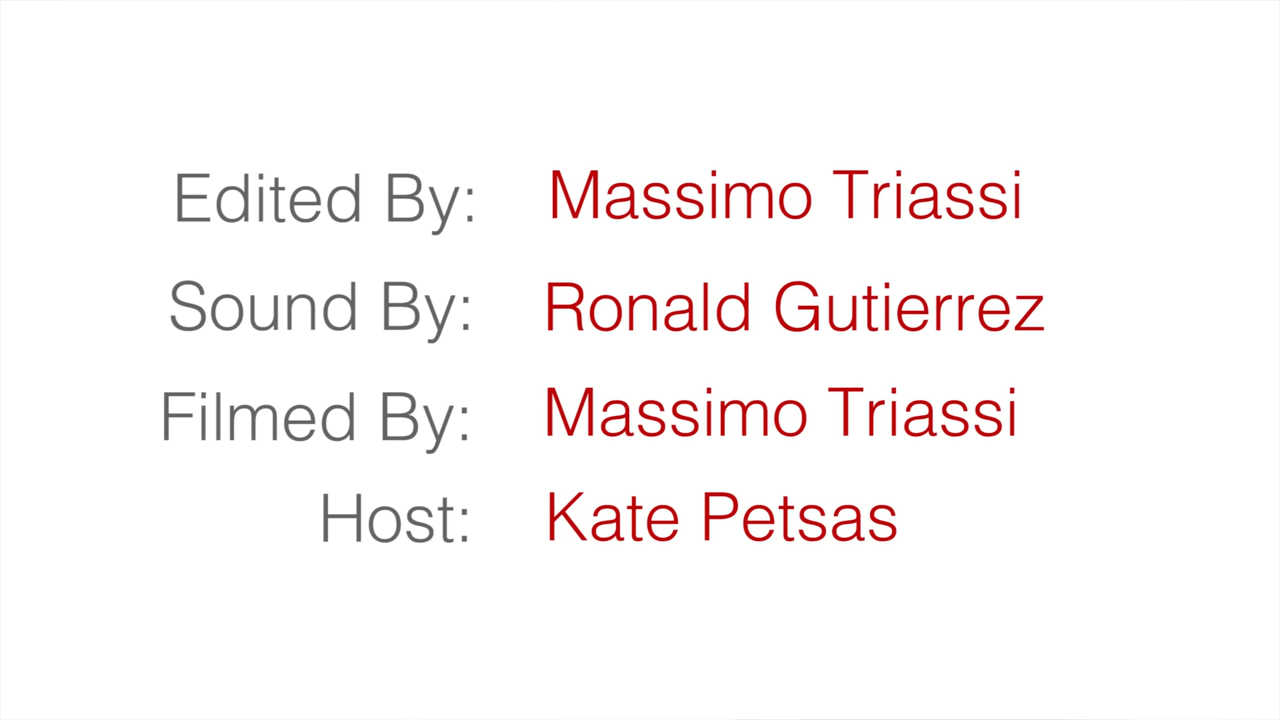 Edited By: Massimo Triassi
Sound By: Ronald Gutierrez
Filmed By: Massimo Triassi
Host: Kate Petsas